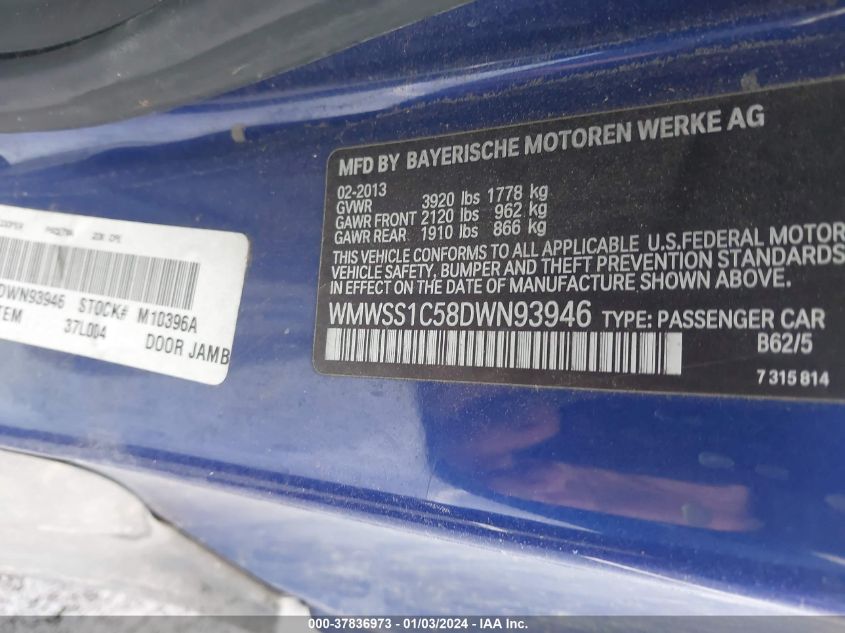 MFD BY BAYERISCHE MOTOREN WERKE AG
02-2013
GVWR 3920 lbs 1778 kg
GAWR FRONT 2120 lbs 962 kg
GAWR REAR 1910 lbs 866 kg
THIS VEHICLE CONFORMS TO ALL APPLICABLE U.S.FEDERAL MOTOR
VEHICLE SAFETY, BUMPER AND THEFT PREVENTION STANDARDS
IN EFFECT ON THE DATE OF MANUFACTURE SHOWN ABOVE.
WMWSS1C58DWN93946 TYPE: PASSENGER CAR
B62/5
7 315 814
COOPER 2DR CPE
DWN93946 STOCK# M10396A
TEM 37L004 DOOR JAMB
000-37836973 - 01/03/2024 - IAA, Inc.